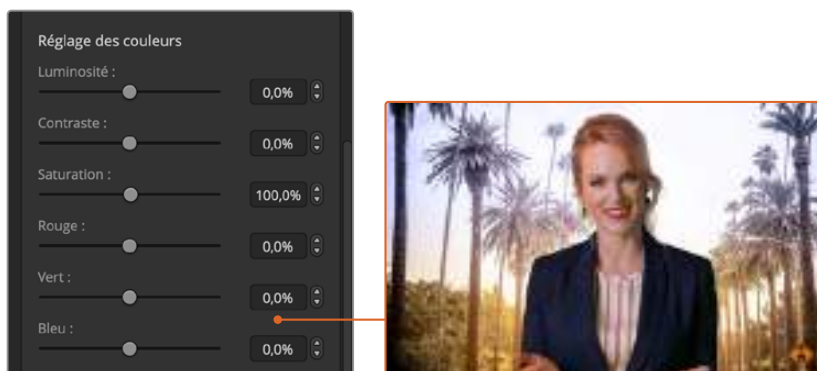 Réglage des couleurs
Luminosité :
0,0%
Contraste :
0,0%
Saturation :
100,0%
Rouge :
0,0%
Vert :
0,0%
Bleu :
0,0%